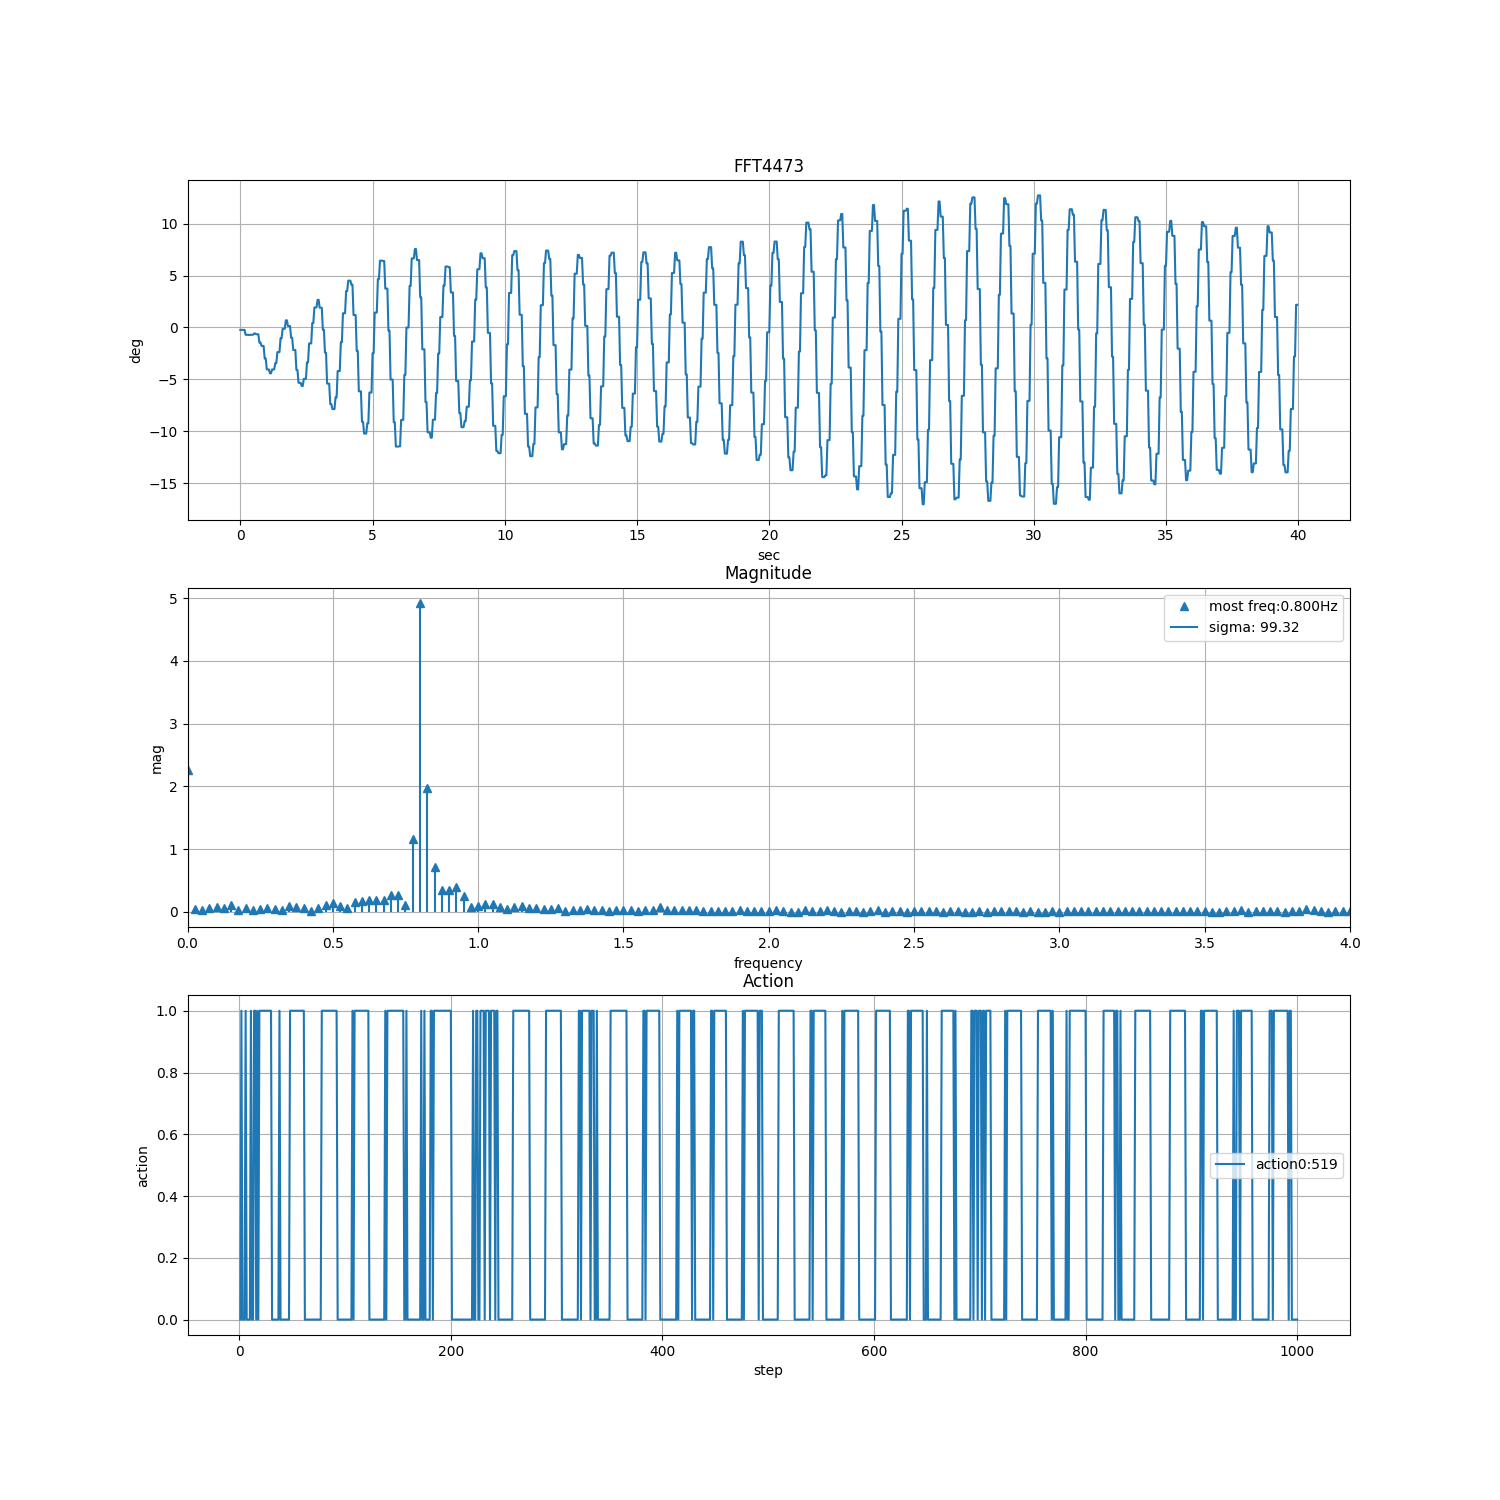 FFT4473
10
5
0
−5
−10
−15
deg
0 5 10 15 20 25 30 35 40
sec
Magnitude
5
4
3
2
1
0
mag
most freq:0.800Hz
sigma: 99.32
0.0 0.5 1.0 1.5 2.0 2.5 3.0 3.5 4.0
frequency
Action
1.0
0.8
0.6
0.4
0.2
0.0
action
action0:519
0 200 400 600 800 1000
step